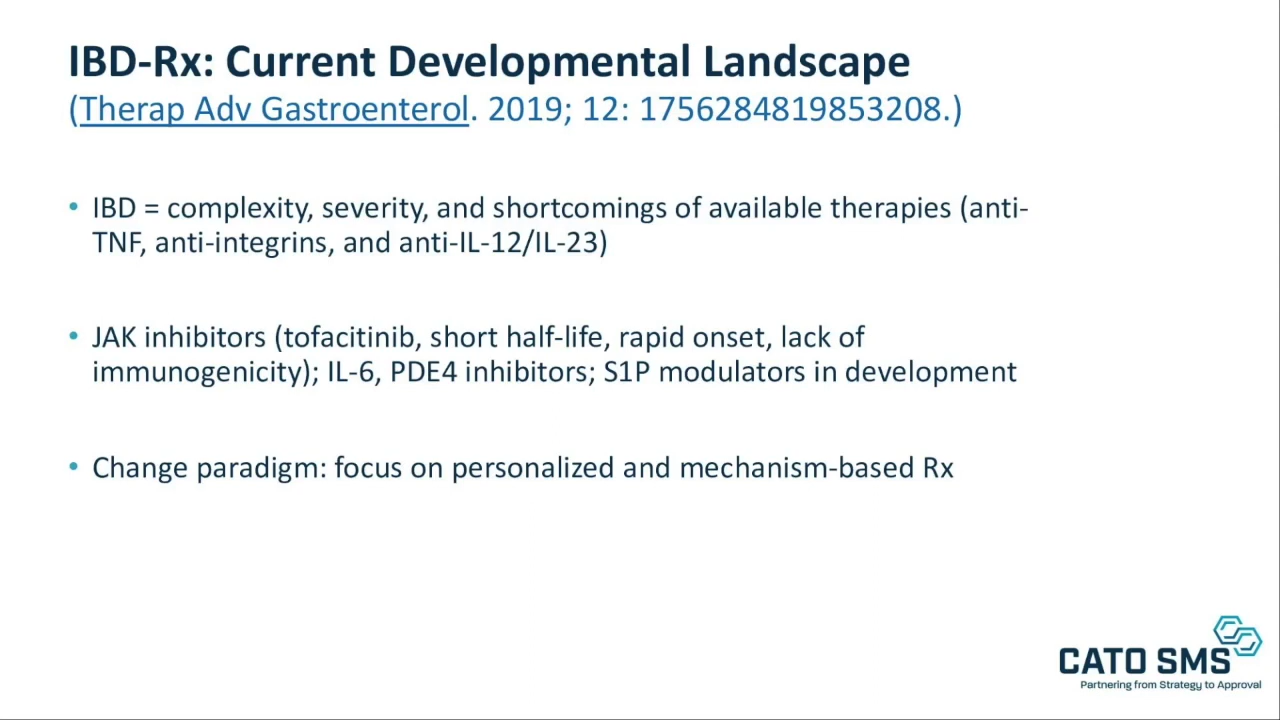 IBD-Rx: Current Developmental Landscape
(Therap Adv Gastroenterol. 2019; 12: 1756284819853208.)
• IBD = complexity, severity, and shortcomings of available therapies (anti-
TNF, anti-integrins, and anti-IL-12/IL-23)
• JAK inhibitors (tofacitinib, short half-life, rapid onset, lack of
immunogenicity); IL-6, PDE4 inhibitors; S1P modulators in development
• Change paradigm: focus on personalized and mechanism-based Rx
CATO SMS
Partnering from Strategy to Approval